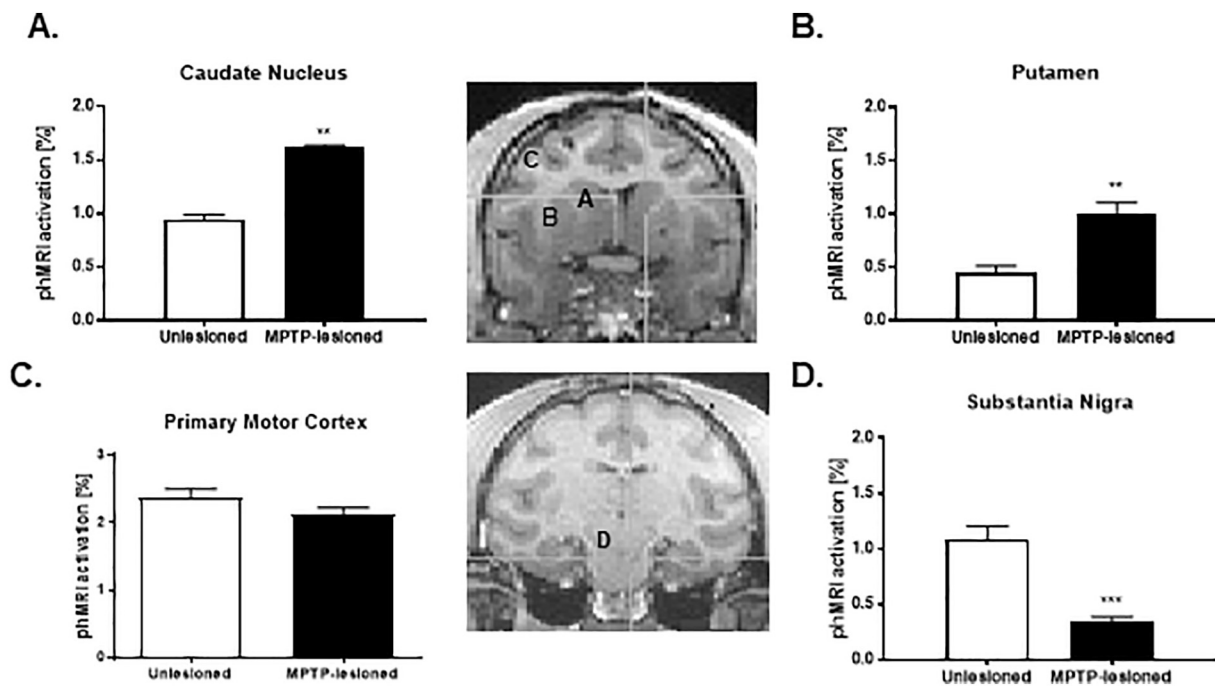 A.
Caudate Nucleus
phMRI activation [%]
2.0
1.5
1.0
0.5
0.0
**
Unlesioned
MPTP-lesioned
C
A
B
B.
Putamen
phMRI activation [%]
2.0
1.5
1.0
0.5
0.0
**
Unlesioned
MPTP-lesioned
C.
Primary Motor Cortex
phMRI activation [%]
3
2
1
0
Unlesioned
MPTP-lesioned
D
D.
Substantia Nigra
phMRI activation [%]
2.0
1.5
1.0
0.5
0.0
***
Unlesioned
MPTP-lesioned